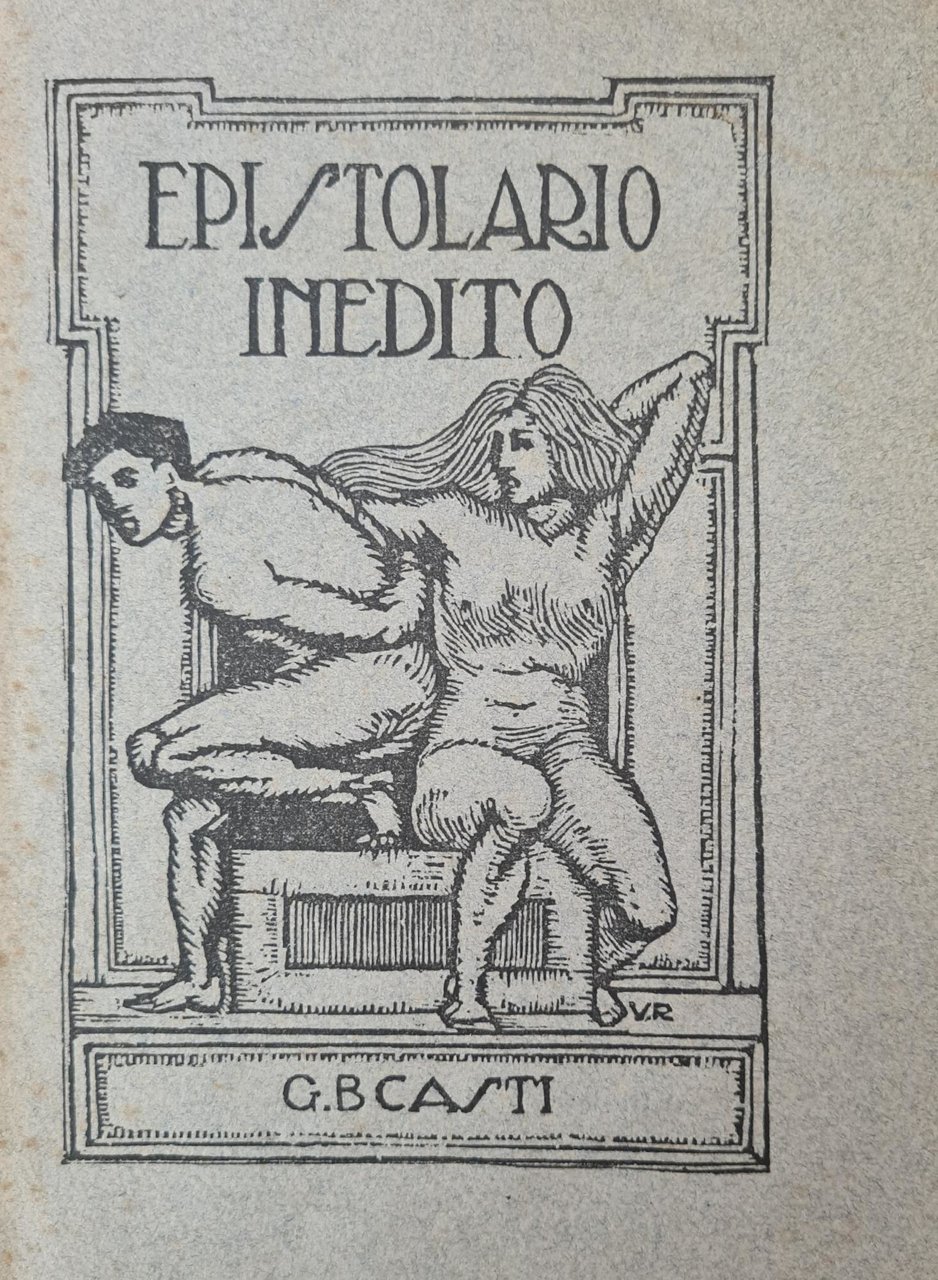 EPISTOLARIO
INEDITO
V.R
G.B CASTI